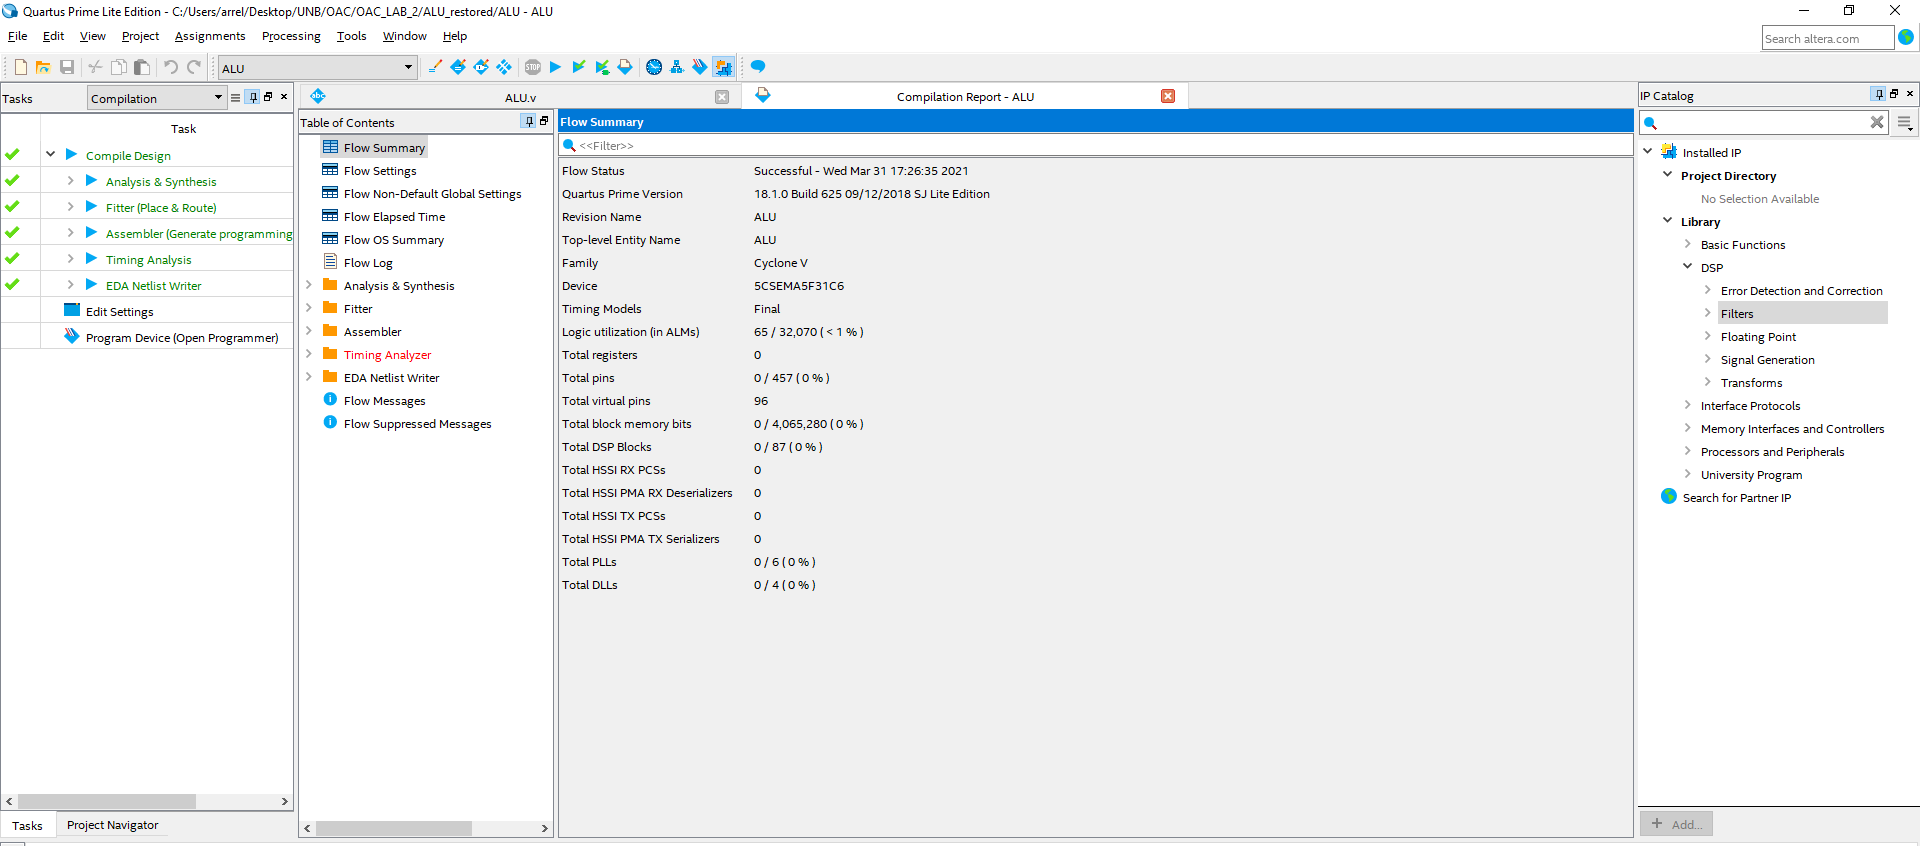 Quartus Prime Lite Edition - C:/Users/arrel/Desktop/UNB/OAC/OAC_LAB_2/ALU_restored/ALU - ALU
File Edit View Project Assignments Processing Tools Window Help
Search altera.com
ALU
STOP
Tasks
Compilation
Task
Compile Design
Analysis & Synthesis
Fitter (Place & Route)
Assembler (Generate programming
Timing Analysis
EDA Netlist Writer
Edit Settings
Program Device (Open Programmer)
Tasks
Project Navigator
abc
ALU.v
Compilation Report - ALU
Table of Contents
Flow Summary
Flow Settings
Flow Non-Default Global Settings
Flow Elapsed Time
Flow OS Summary
Flow Log
Analysis & Synthesis
Fitter
Assembler
Timing Analyzer
EDA Netlist Writer
Flow Messages
Flow Suppressed Messages
Flow Summary
<<Filter>>
Flow Status Successful - Wed Mar 31 17:26:35 2021
Quartus Prime Version 18.1.0 Build 625 09/12/2018 SJ Lite Edition
Revision Name ALU
Top-level Entity Name ALU
Family Cyclone V
Device 5CSEMA5F31C6
Timing Models Final
Logic utilization (in ALMs) 65 / 32,070 ( < 1 % )
Total registers 0
Total pins 0 / 457 ( 0 % )
Total virtual pins 96
Total block memory bits 0 / 4,065,280 ( 0 % )
Total DSP Blocks 0 / 87 ( 0 % )
Total HSSI RX PCSs 0
Total HSSI PMA RX Deserializers 0
Total HSSI TX PCSs 0
Total HSSI PMA TX Serializers 0
Total PLLs 0 / 6 ( 0 % )
Total DLLs 0 / 4 ( 0 % )
IP Catalog
Installed IP
Project Directory
No Selection Available
Library
Basic Functions
DSP
Error Detection and Correction
Filters
Floating Point
Signal Generation
Transforms
Interface Protocols
Memory Interfaces and Controllers
Processors and Peripherals
University Program
Search for Partner IP
+ Add...